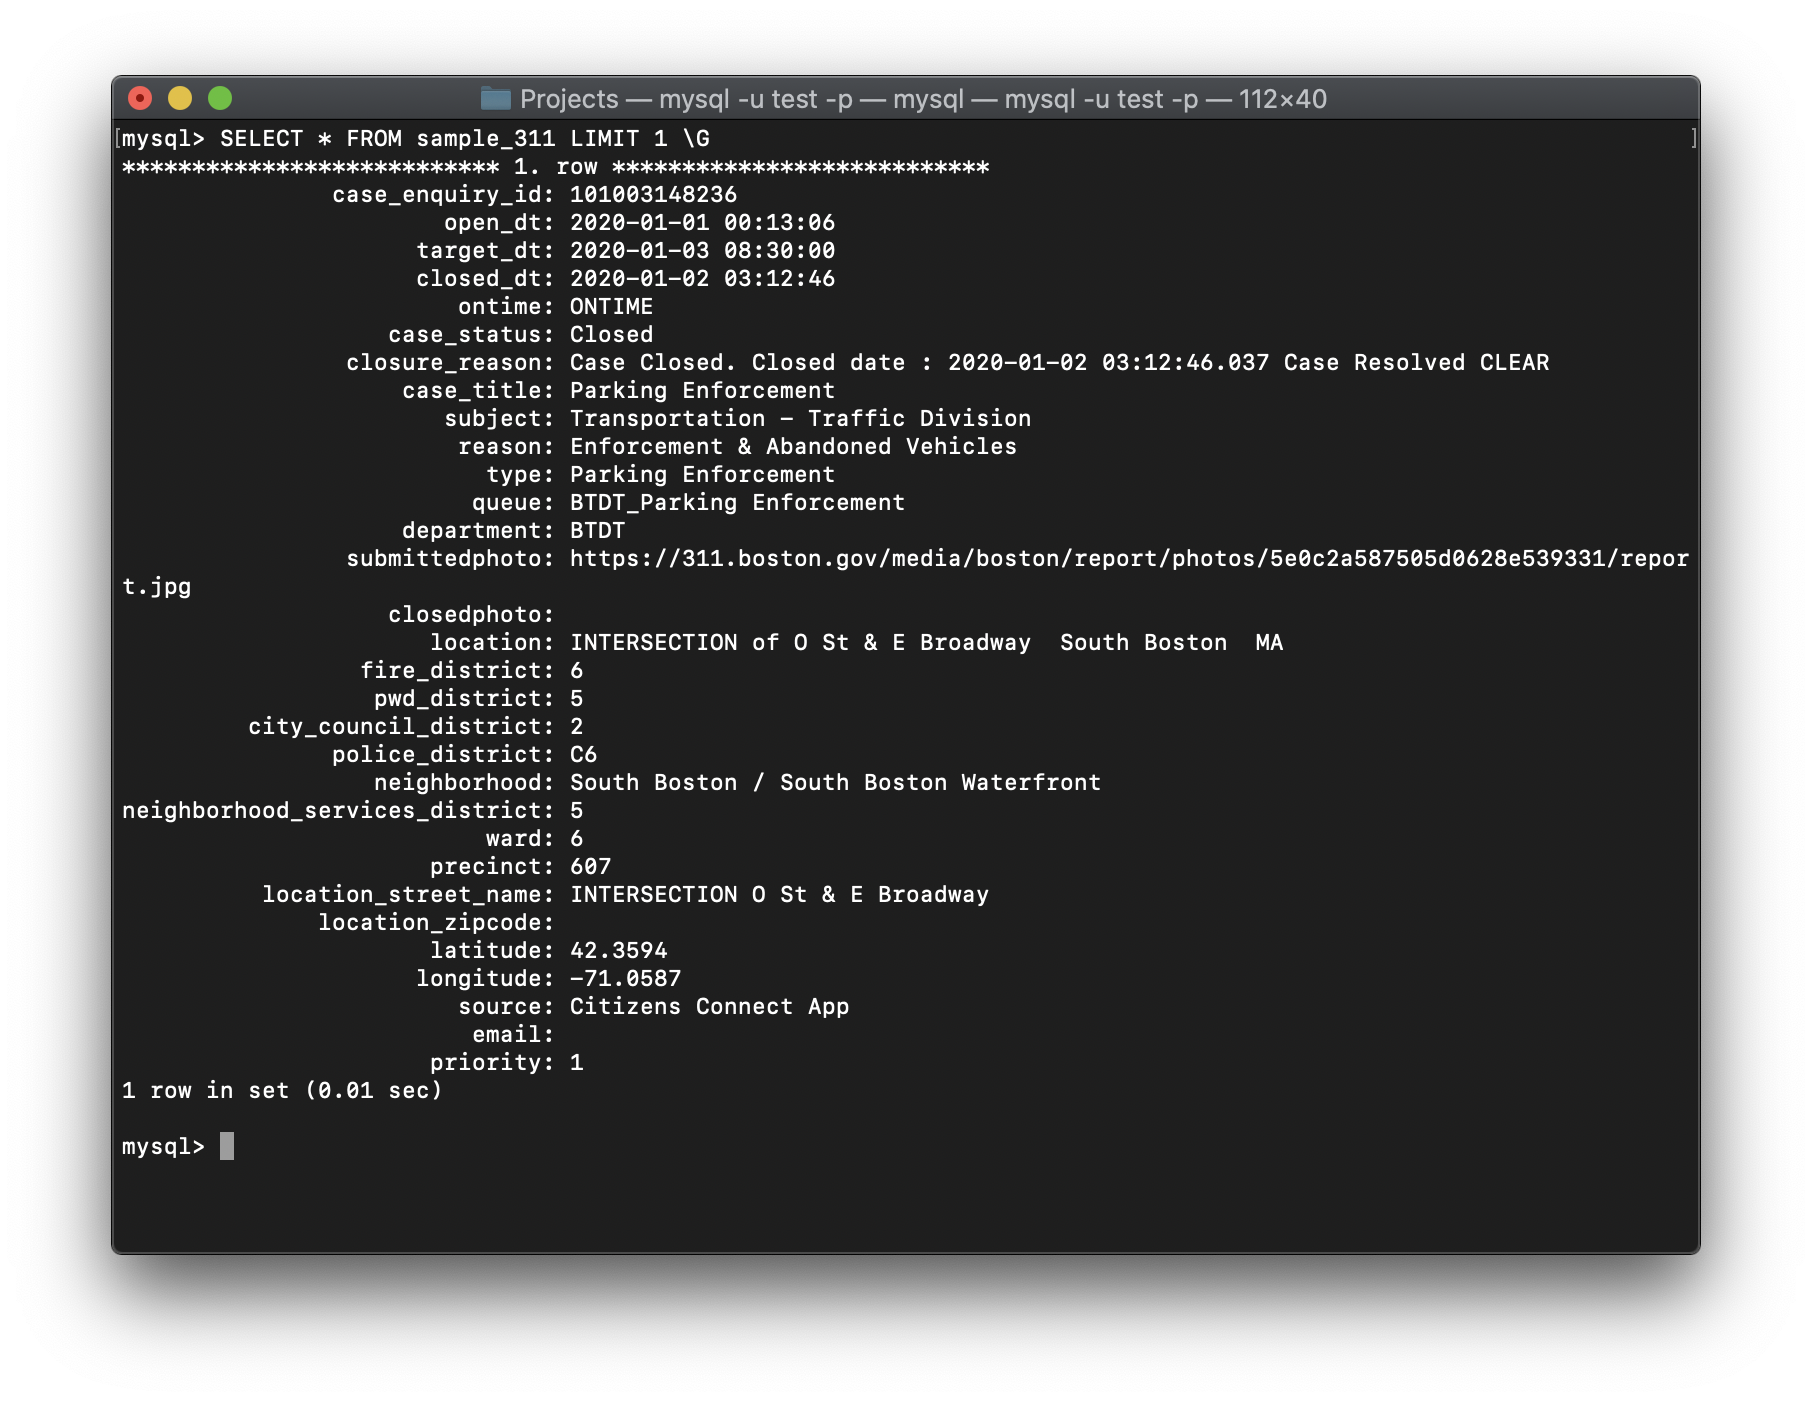 Projects — mysql -u test -p — mysql — mysql -u test -p — 112×40
[mysql> SELECT * FROM sample_311 LIMIT 1 \G ]
*************************** 1. row ***************************
case_enquiry_id: 101003148236
open_dt: 2020-01-01 00:13:06
target_dt: 2020-01-03 08:30:00
closed_dt: 2020-01-02 03:12:46
ontime: ONTIME
case_status: Closed
closure_reason: Case Closed. Closed date : 2020-01-02 03:12:46.037 Case Resolved CLEAR
case_title: Parking Enforcement
subject: Transportation - Traffic Division
reason: Enforcement & Abandoned Vehicles
type: Parking Enforcement
queue: BTDT_Parking Enforcement
department: BTDT
submittedphoto: https://311.boston.gov/media/boston/report/photos/5e0c2a587505d0628e539331/repor
t.jpg
closedphoto:
location: INTERSECTION of O St & E Broadway  South Boston  MA
fire_district: 6
pwd_district: 5
city_council_district: 2
police_district: C6
neighborhood: South Boston / South Boston Waterfront
neighborhood_services_district: 5
ward: 6
precinct: 607
location_street_name: INTERSECTION O St & E Broadway
location_zipcode:
latitude: 42.3594
longitude: -71.0587
source: Citizens Connect App
email:
priority: 1
1 row in set (0.01 sec)
mysql>